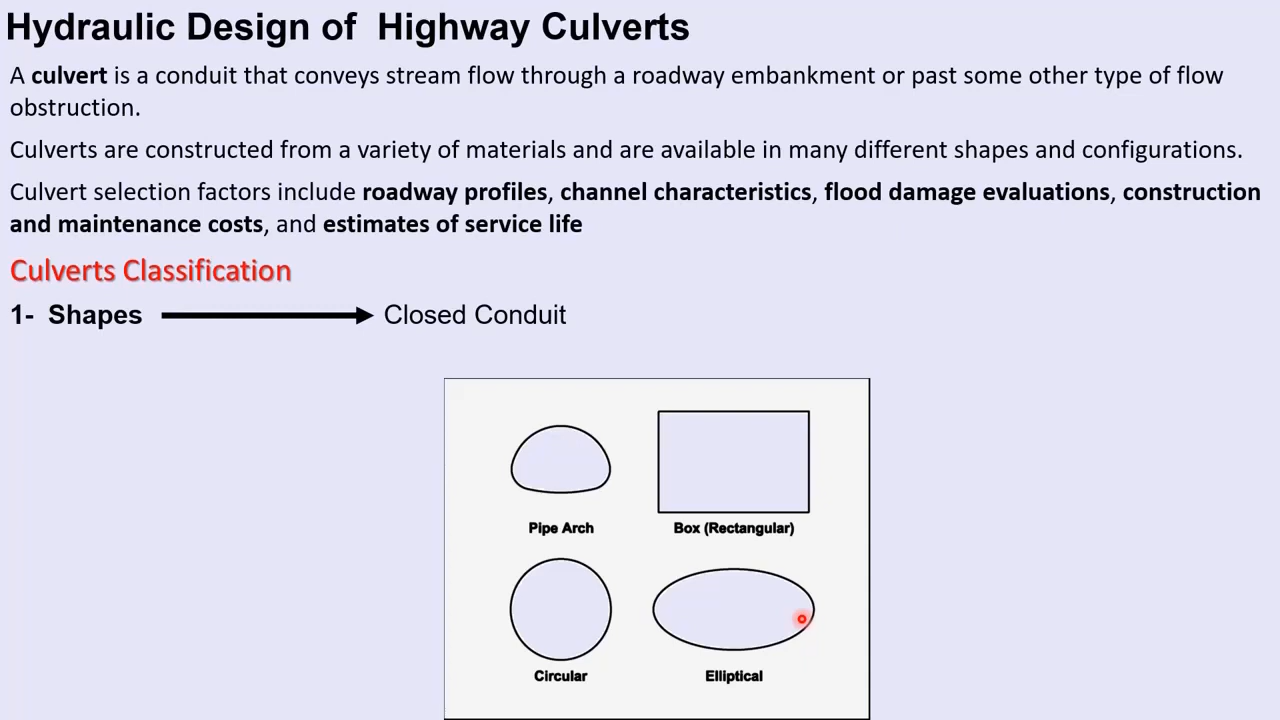 Hydraulic Design of Highway Culverts
A culvert is a conduit that conveys stream flow through a roadway embankment or past some other type of flow
obstruction.
Culverts are constructed from a variety of materials and are available in many different shapes and configurations.
Culvert selection factors include roadway profiles, channel characteristics, flood damage evaluations, construction
and maintenance costs, and estimates of service life
Culverts Classification
1- Shapes Closed Conduit
Pipe Arch Box (Rectangular)
Circular Elliptical